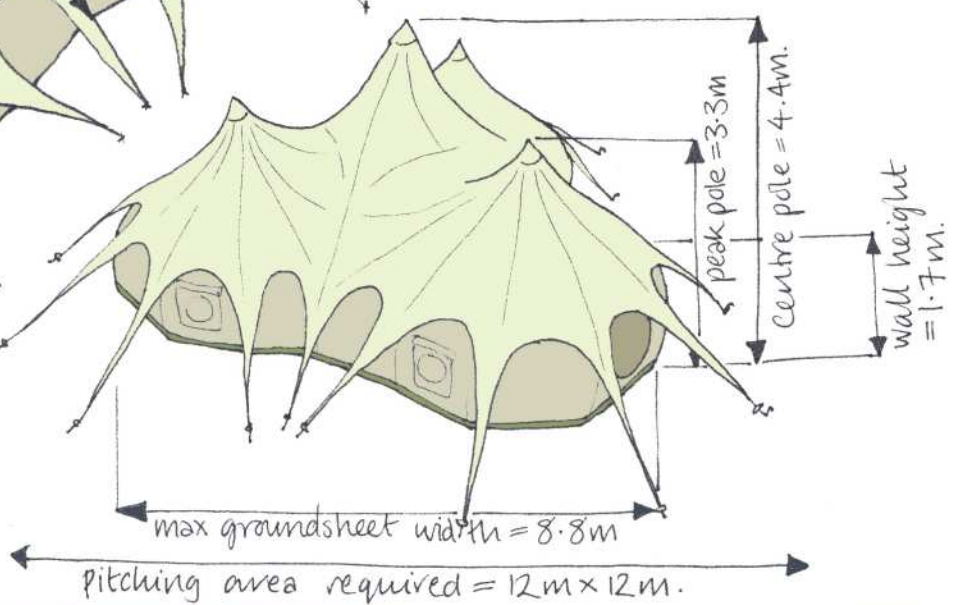 peak pole = 3.3m
centre pole = 4.4m.
wall height
= 1.7m.
max groundsheet width = 8.8m
pitching area required = 12m x 12m.